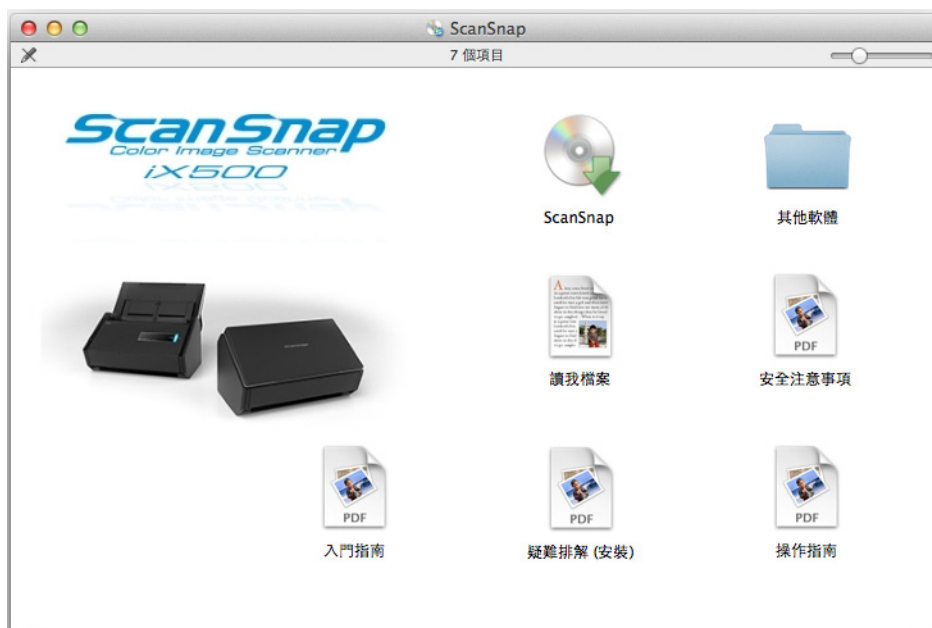 ScanSnap
7 個項目
ScanSnap
Color Image Scanner
iX500
ScanSnap
其他軟體
讀我檔案
PDF
安全注意事項
PDF
入門指南
PDF
疑難排解 (安裝)
PDF
操作指南